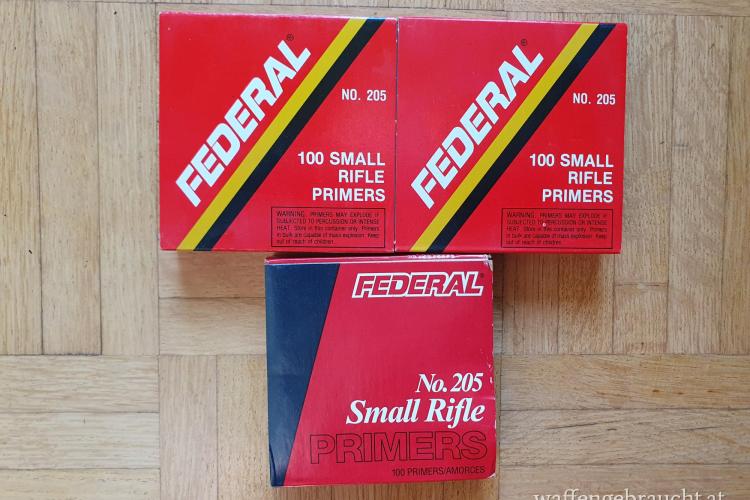 FEDERAL®
NO. 205
100 SMALL
RIFLE
PRIMERS
WARNING: PRIMERS MAY EXPLODE IF
SUBJECTED TO PERCUSSION OR INTENSE
HEAT. Store in this container only. Primers
in bulk are capable of mass explosion. Keep
out of reach of children.
FEDERAL®
NO. 205
100 SMALL
RIFLE
PRIMERS
WARNING: PRIMERS MAY EXPLODE IF
SUBJECTED TO PERCUSSION OR INTENSE
HEAT. Store in this container only. Primers
in bulk are capable of mass explosion. Keep
out of reach of children.
FEDERAL
No. 205
Small Rifle
PRIMERS
100 PRIMERS/AMORCES
waffengebraucht.at